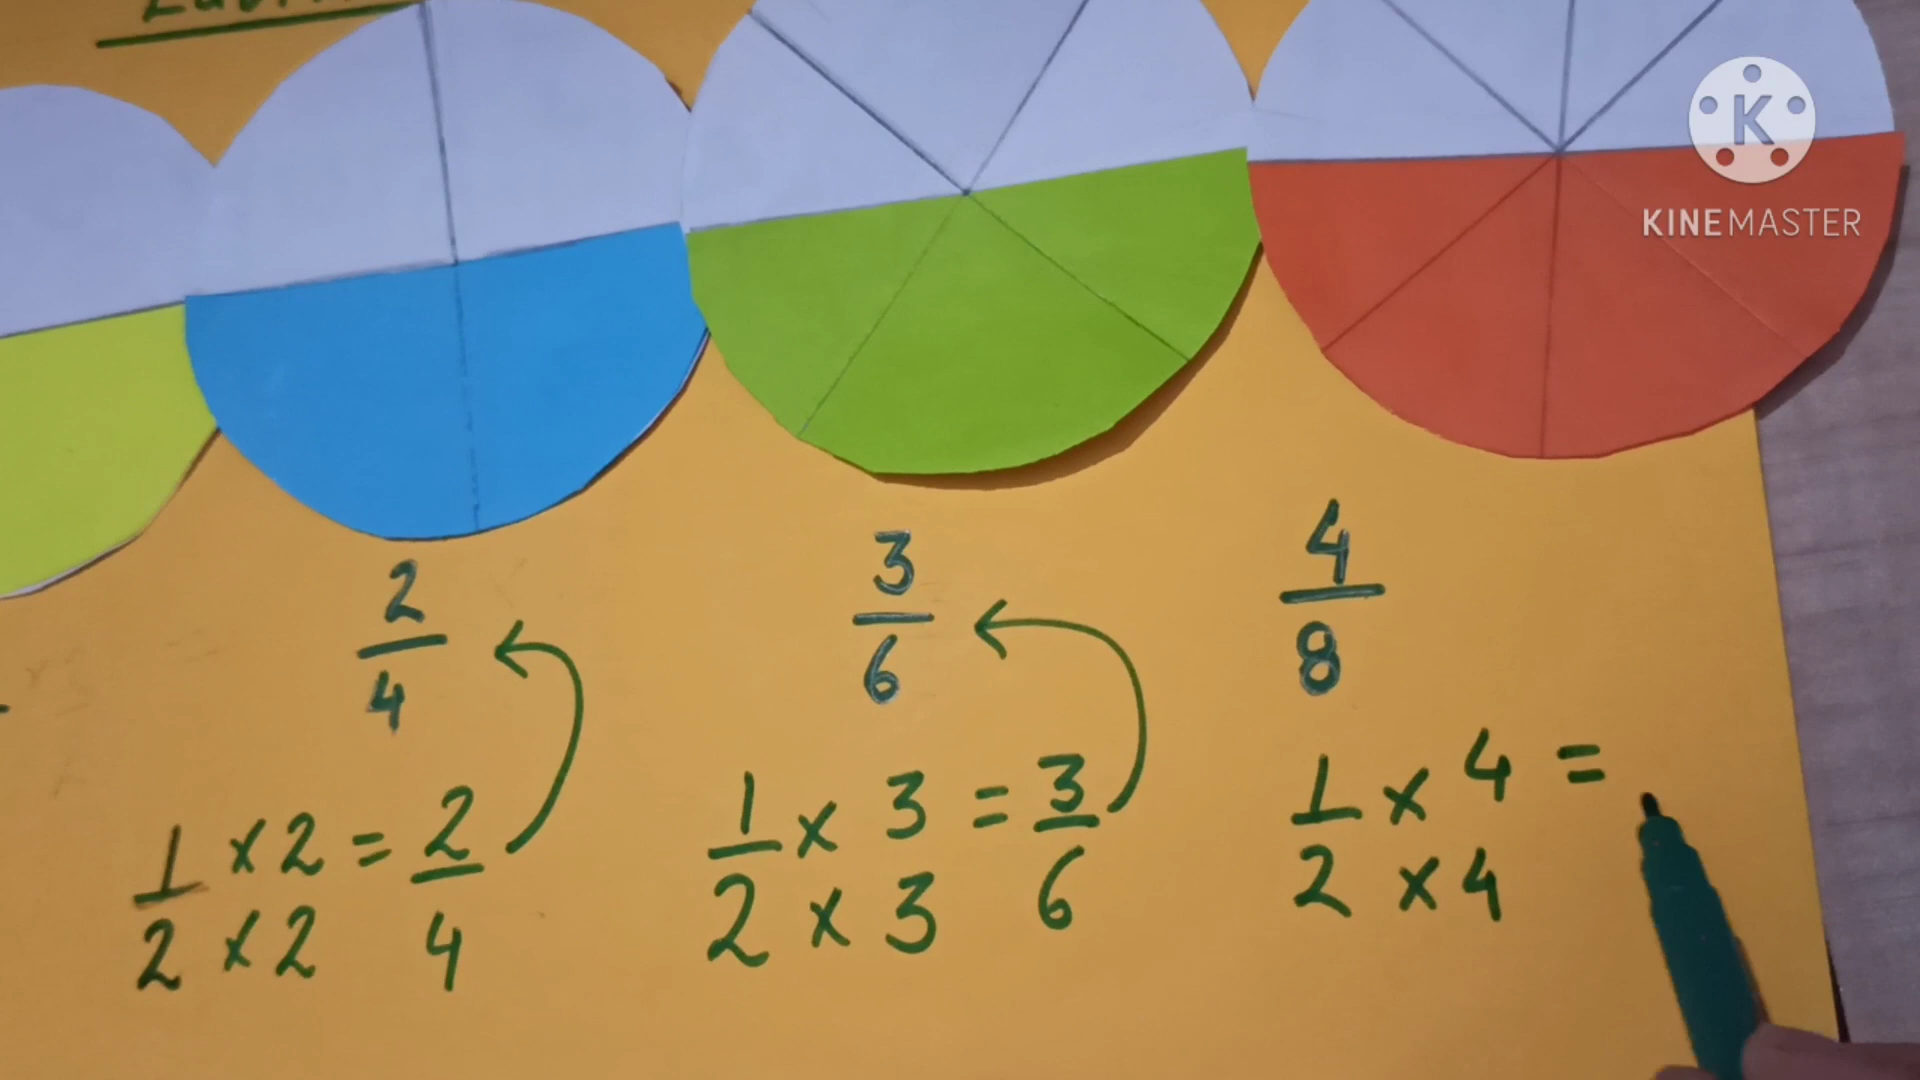 KINEMASTER
2/4
3/6
4/8
1 × 2 = 2
2 × 2   4
1 × 3 = 3
2 × 3   6
1 × 4 =
2 × 4